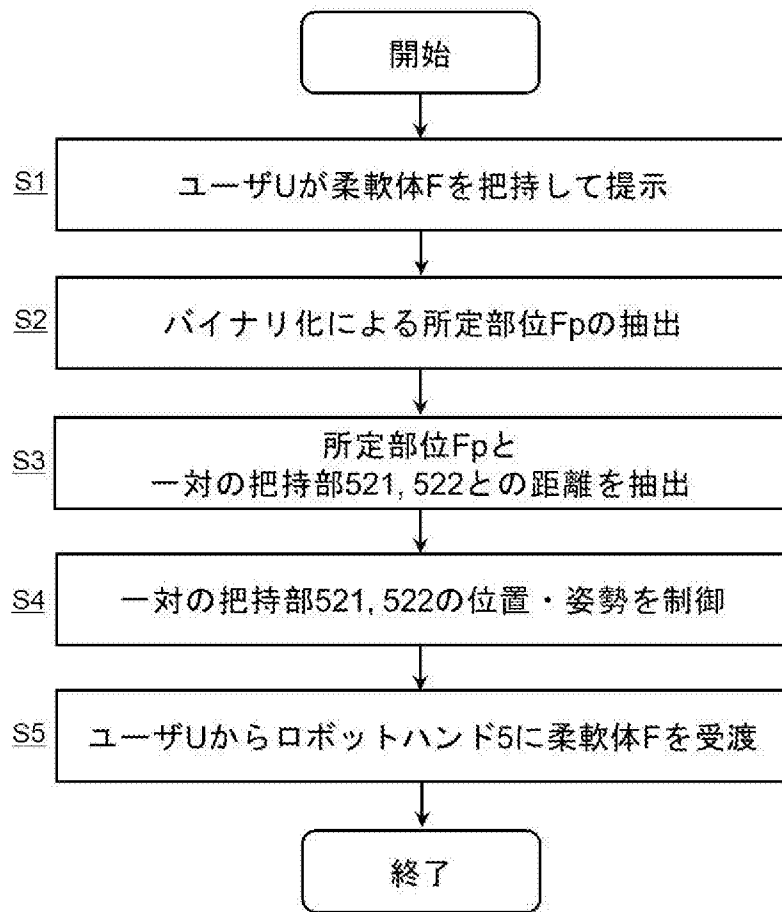 開始
S1
ユーザUが柔軟体Fを把持して提示
S2
バイナリ化による所定部位Fpの抽出
S3
所定部位Fpと
一対の把持部521, 522との距離を抽出
S4
一対の把持部521, 522の位置・姿勢を制御
S5
ユーザUからロボットハンド5に柔軟体Fを受渡
終了